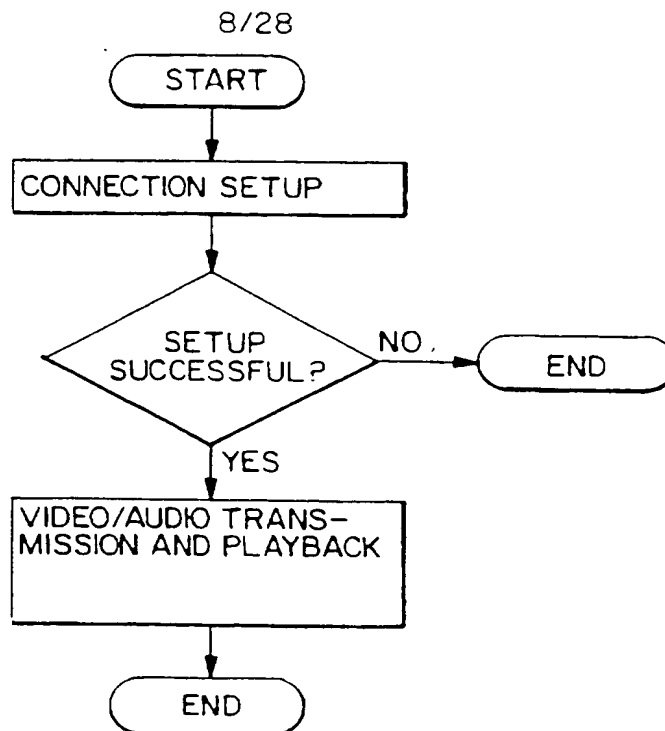 8/28
START
CONNECTION SETUP
SETUP
SUCCESSFUL?
NO.
END
YES
VIDEO/AUDIO TRANS-
MISSION AND PLAYBACK
END